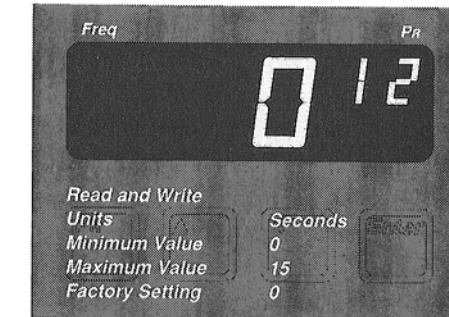 Freq PR
0 12
Read and Write
Units Seconds
Minimum Value 0
Maximum Value 15
Factory Setting 0